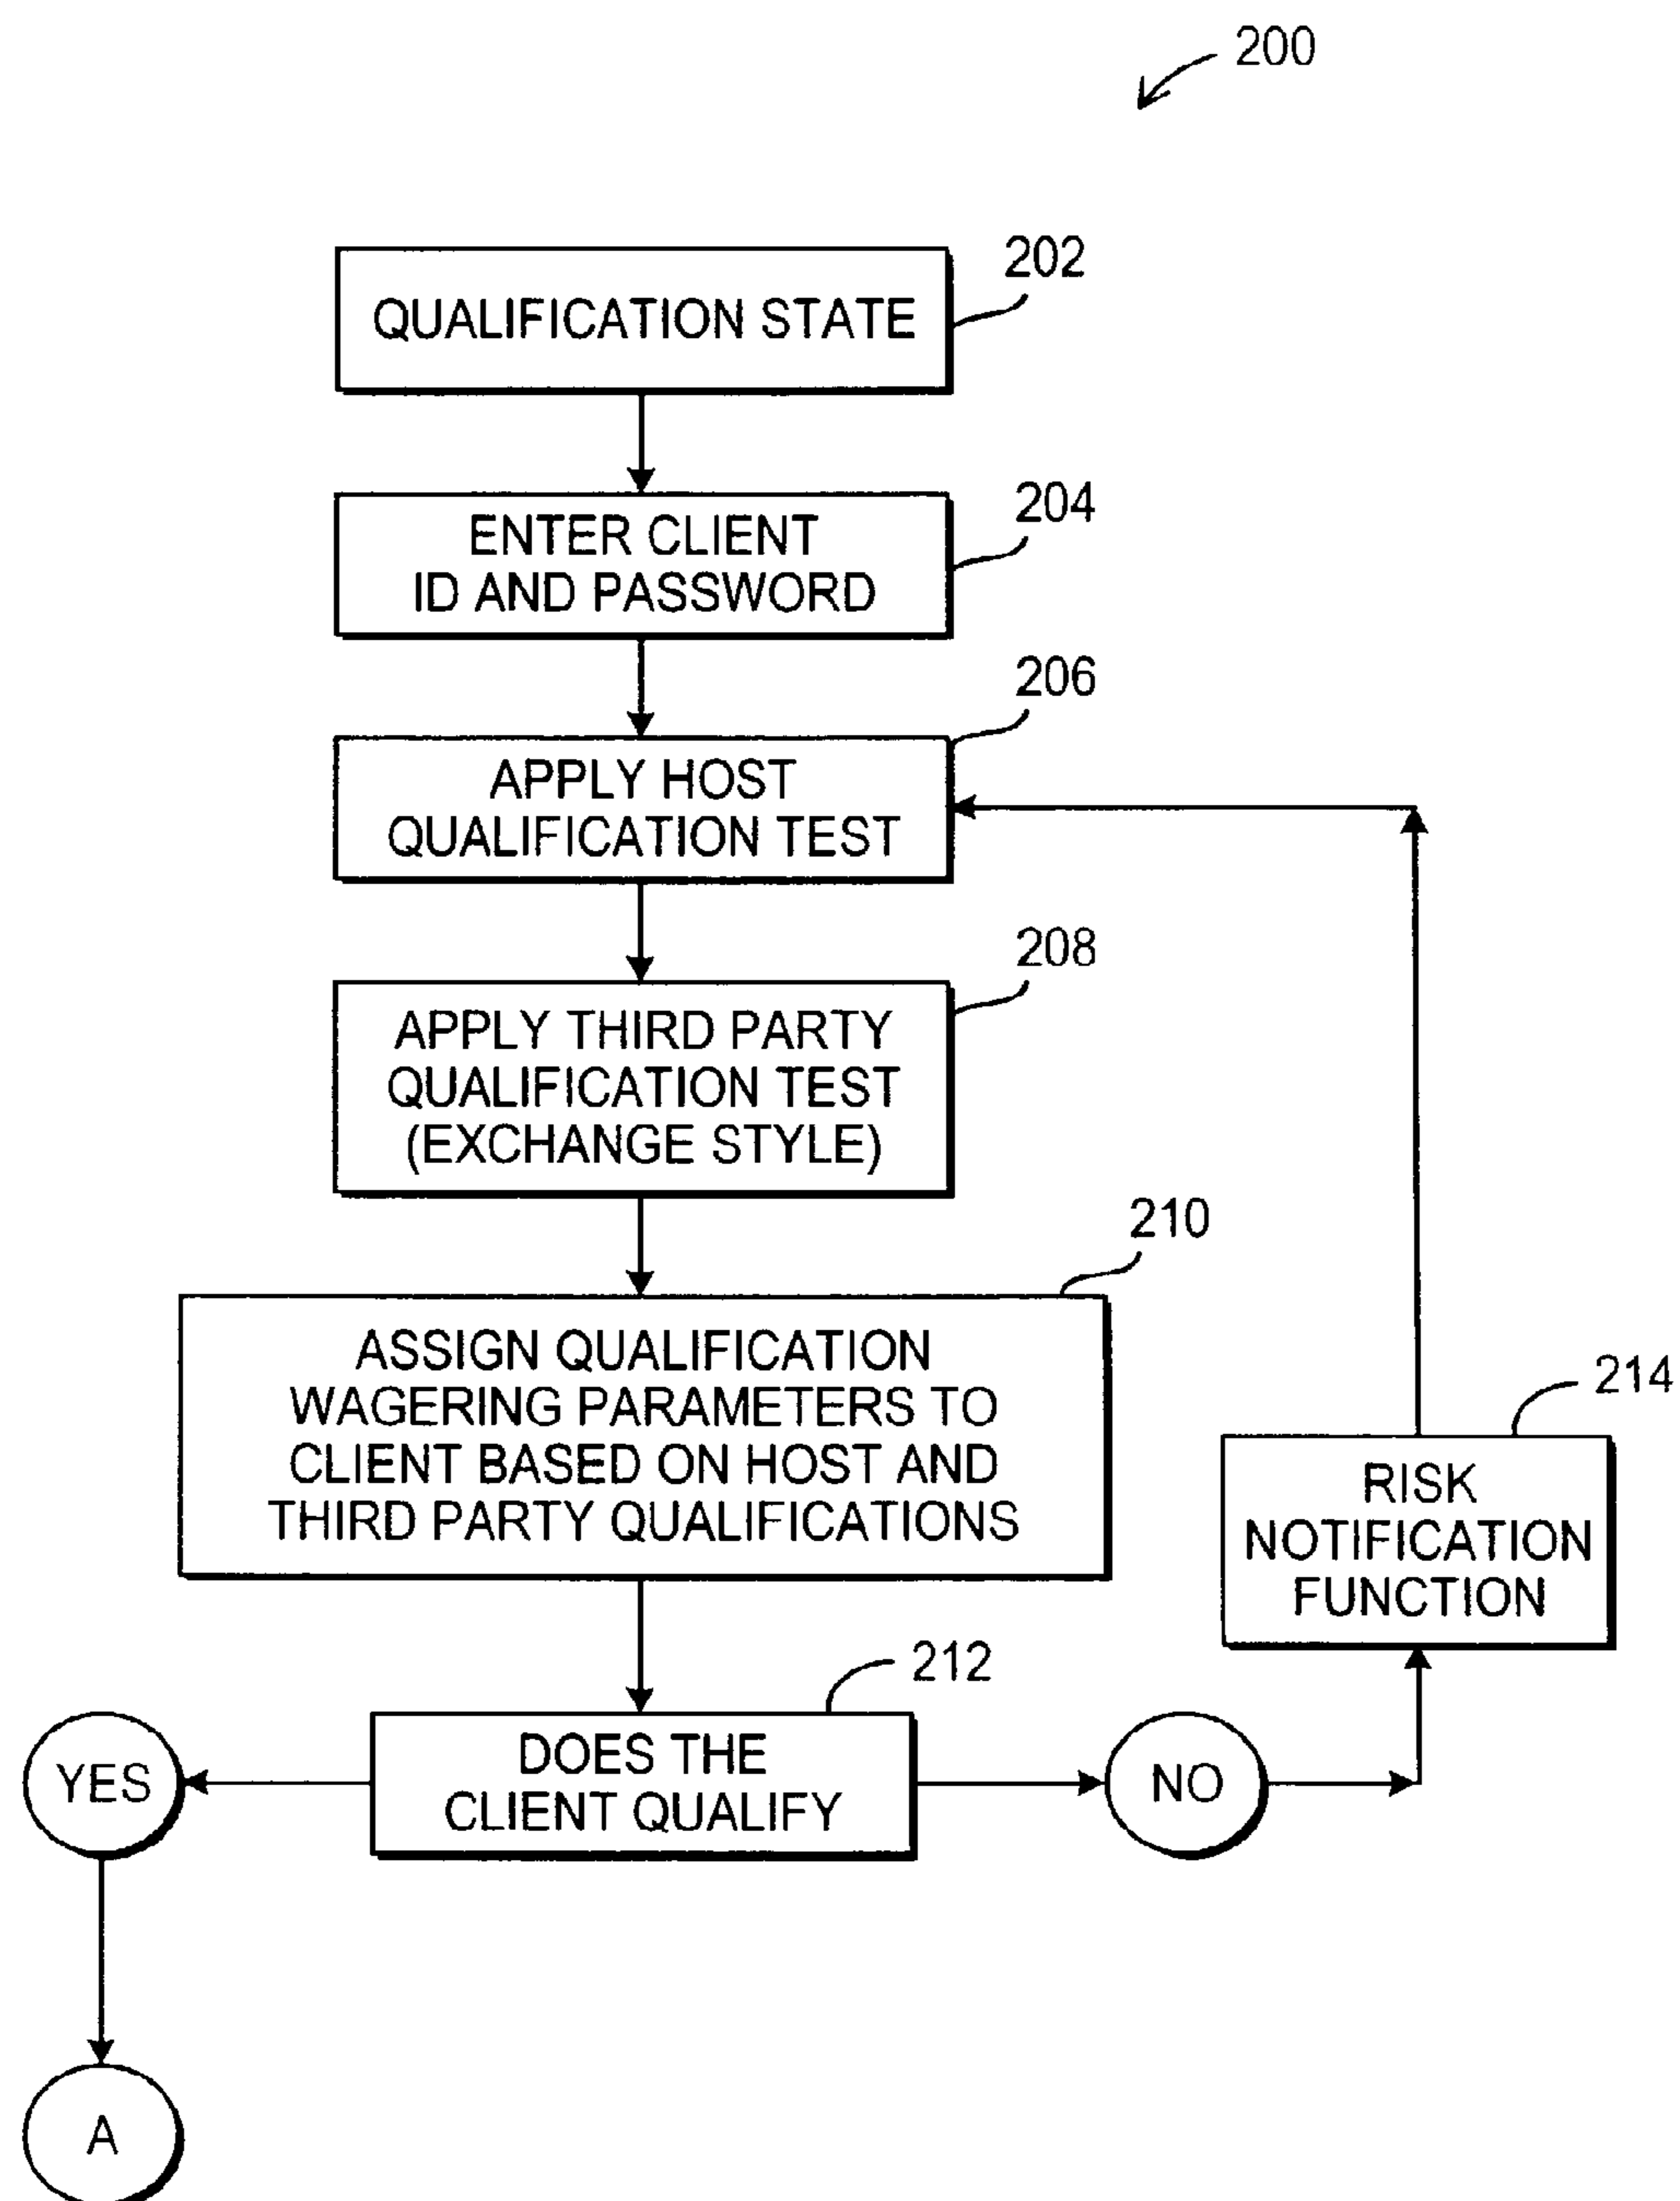 200
202
QUALIFICATION STATE
204
ENTER CLIENT
ID AND PASSWORD
206
APPLY HOST
QUALIFICATION TEST
208
APPLY THIRD PARTY
QUALIFICATION TEST
(EXCHANGE STYLE)
210
ASSIGN QUALIFICATION
WAGERING PARAMETERS TO
CLIENT BASED ON HOST AND
THIRD PARTY QUALIFICATIONS
214
RISK
NOTIFICATION
FUNCTION
212
YES
DOES THE
CLIENT QUALIFY
NO
A